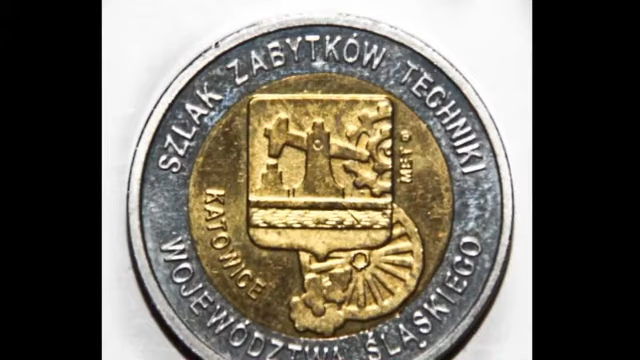 SZLAK ZABYTKÓW TECHNIKI
WOJEWÓDZTWA ŚLĄSKIEGO
KATOWICE
MET ®